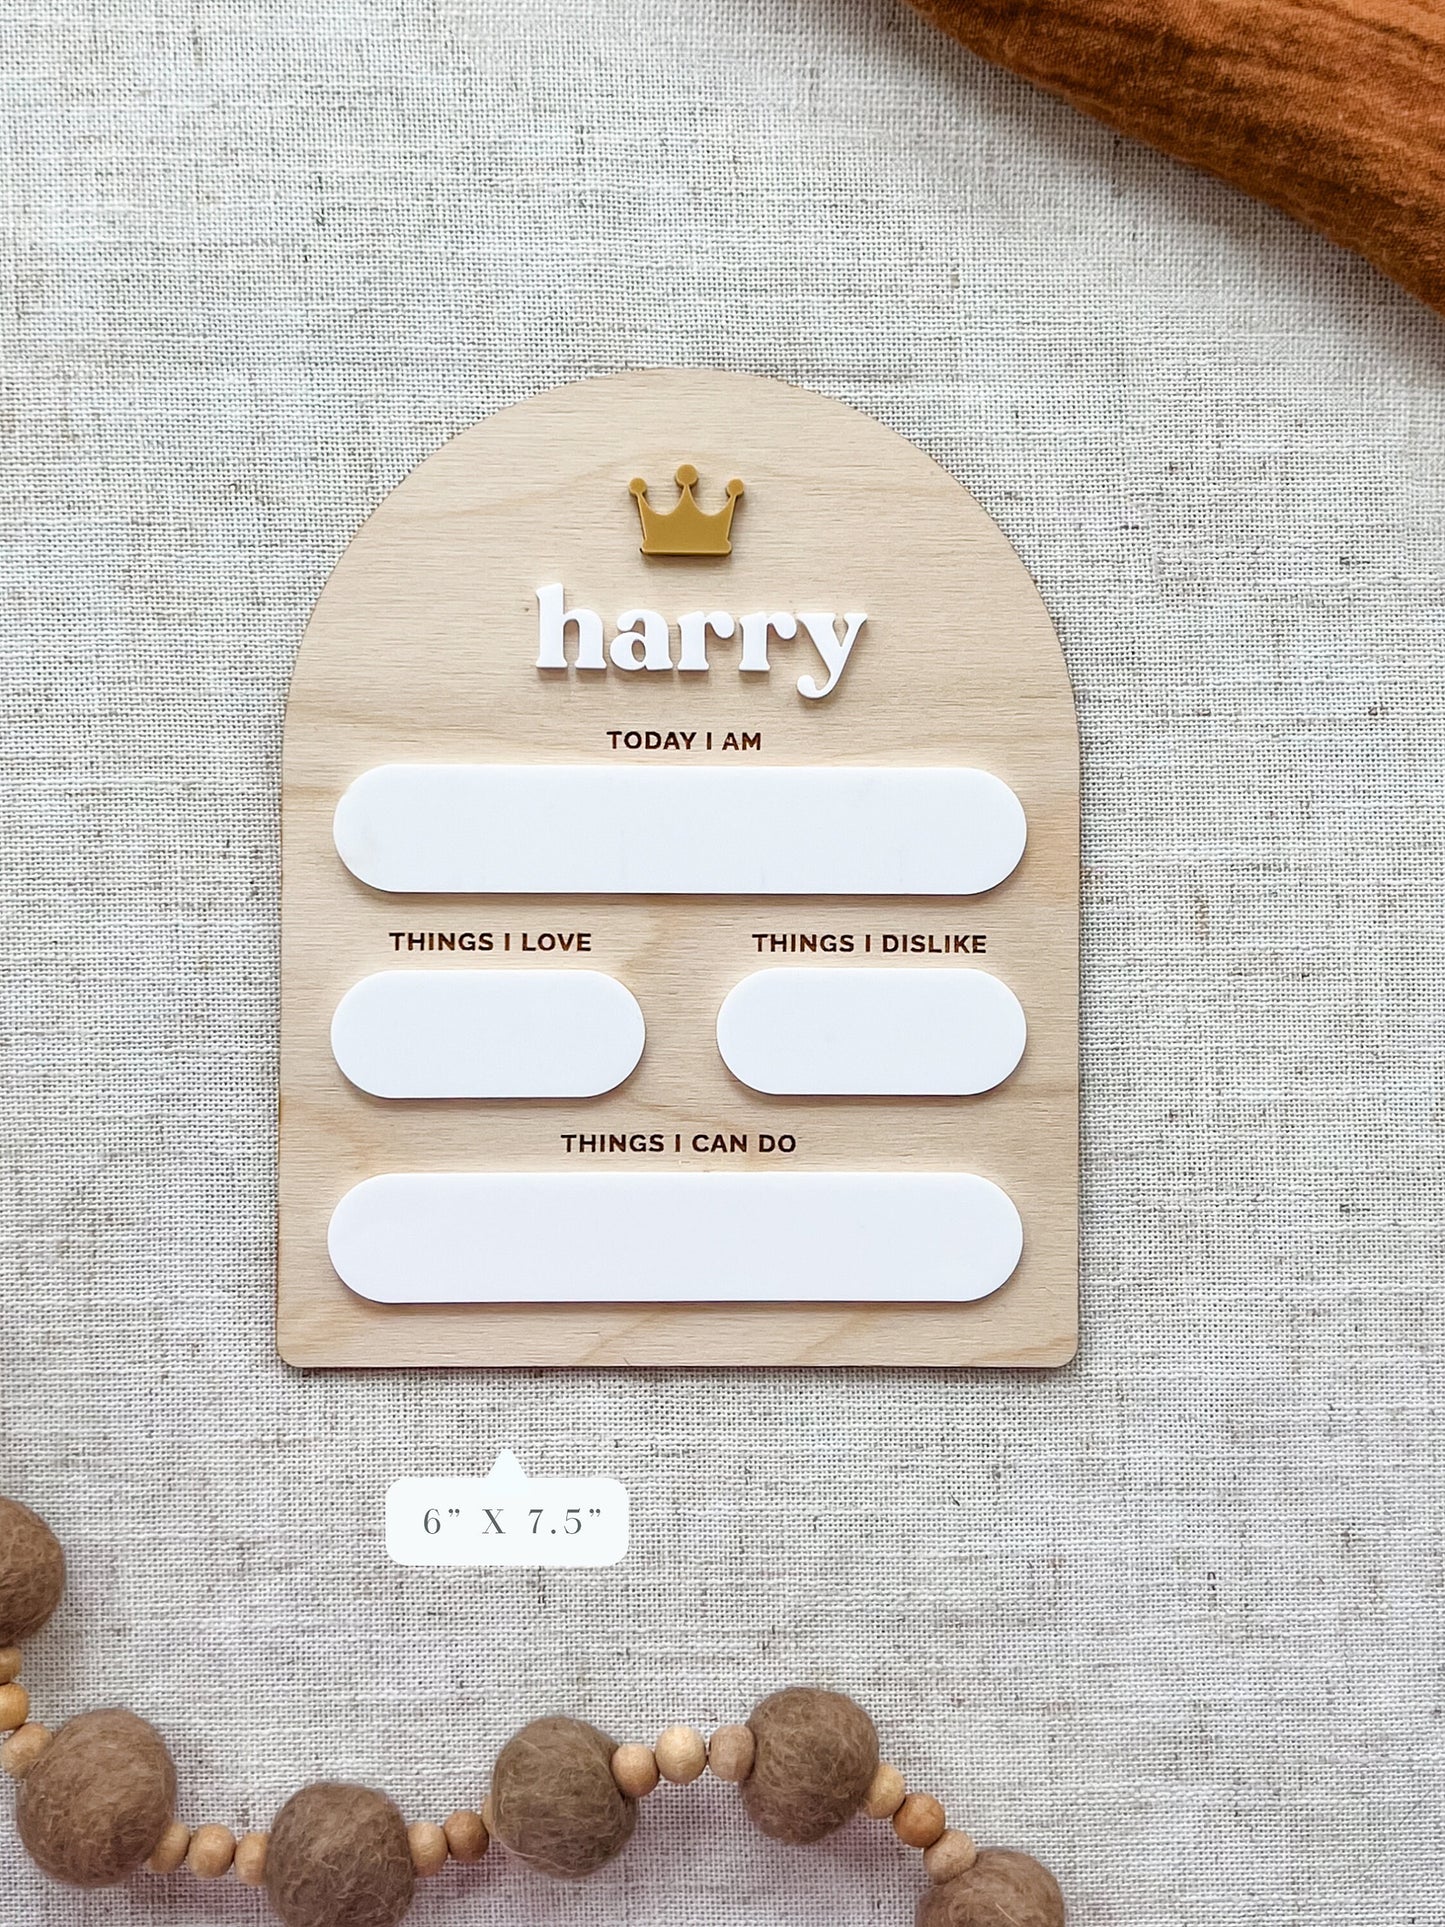 harry
TODAY I AM
THINGS I LOVE
THINGS I DISLIKE
THINGS I CAN DO
6” X 7.5”